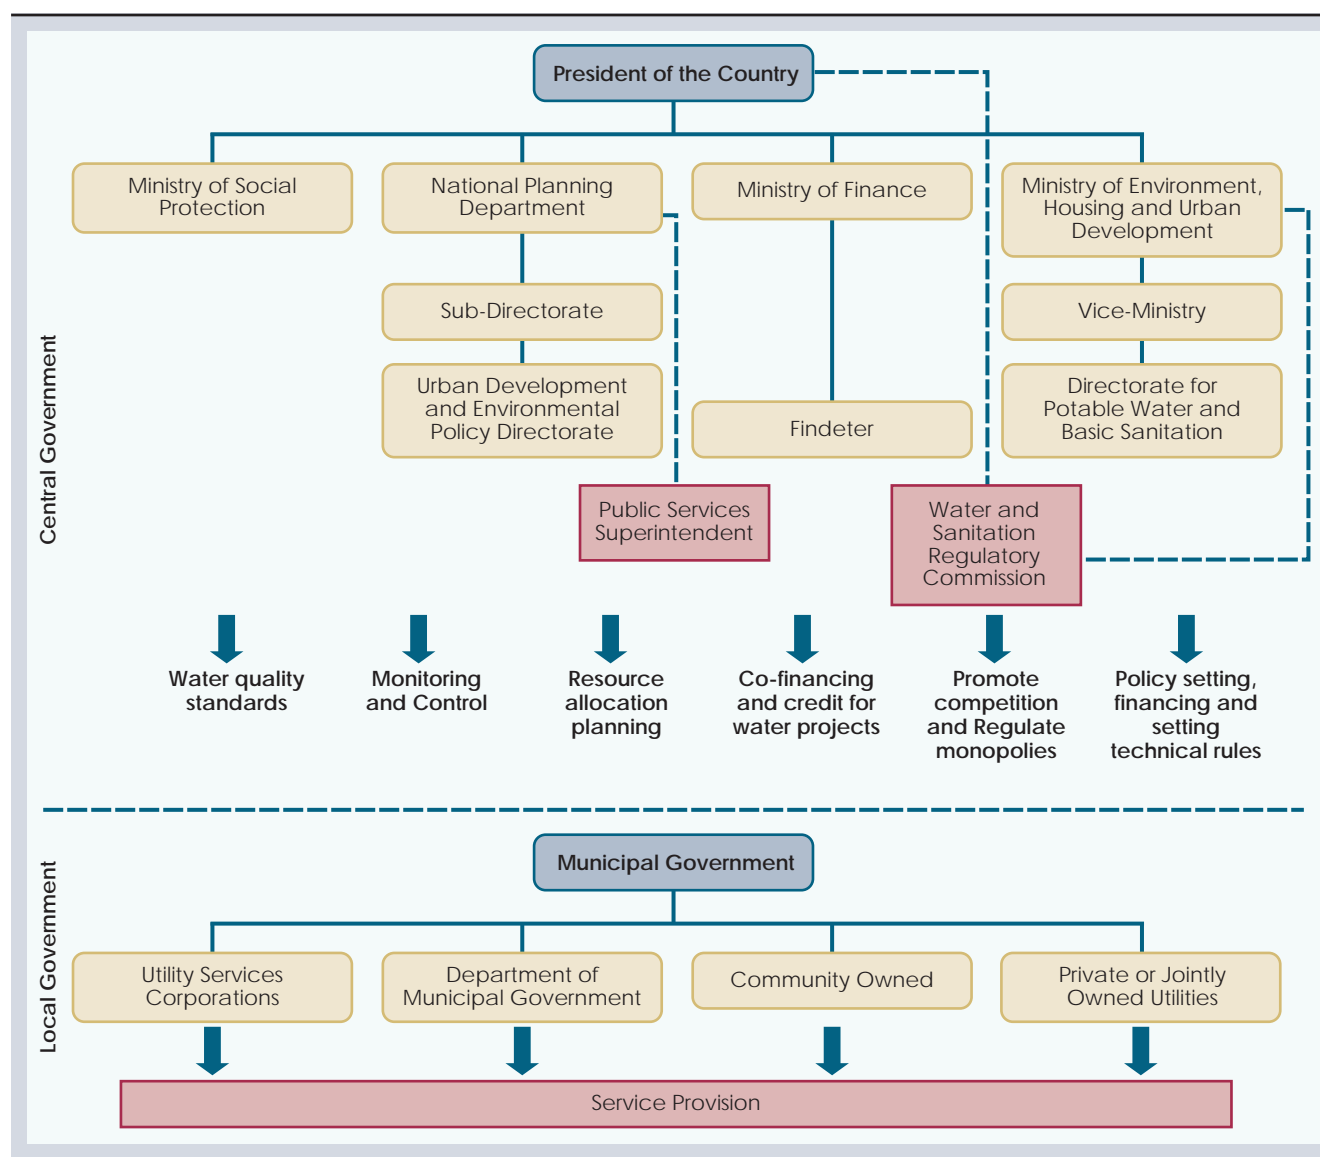 President of the Country
Ministry of Social
Protection
National Planning
Department
Ministry of Finance
Ministry of Environment,
Housing and Urban
Development
Sub-Directorate
Vice-Ministry
Urban Development
and Environmental
Policy Directorate
Findeter
Directorate for
Potable Water and
Basic Sanitation
Public Services
Superintendent
Water and
Sanitation
Regulatory
Commission
Central Government
Water quality
standards
Monitoring
and Control
Resource
allocation
planning
Co-financing
and credit for
water projects
Promote
competition
and Regulate
monopolies
Policy setting,
financing and
setting
technical rules
Municipal Government
Local Government
Utility Services
Corporations
Department of
Municipal Government
Community Owned
Private or Jointly
Owned Utilities
Service Provision